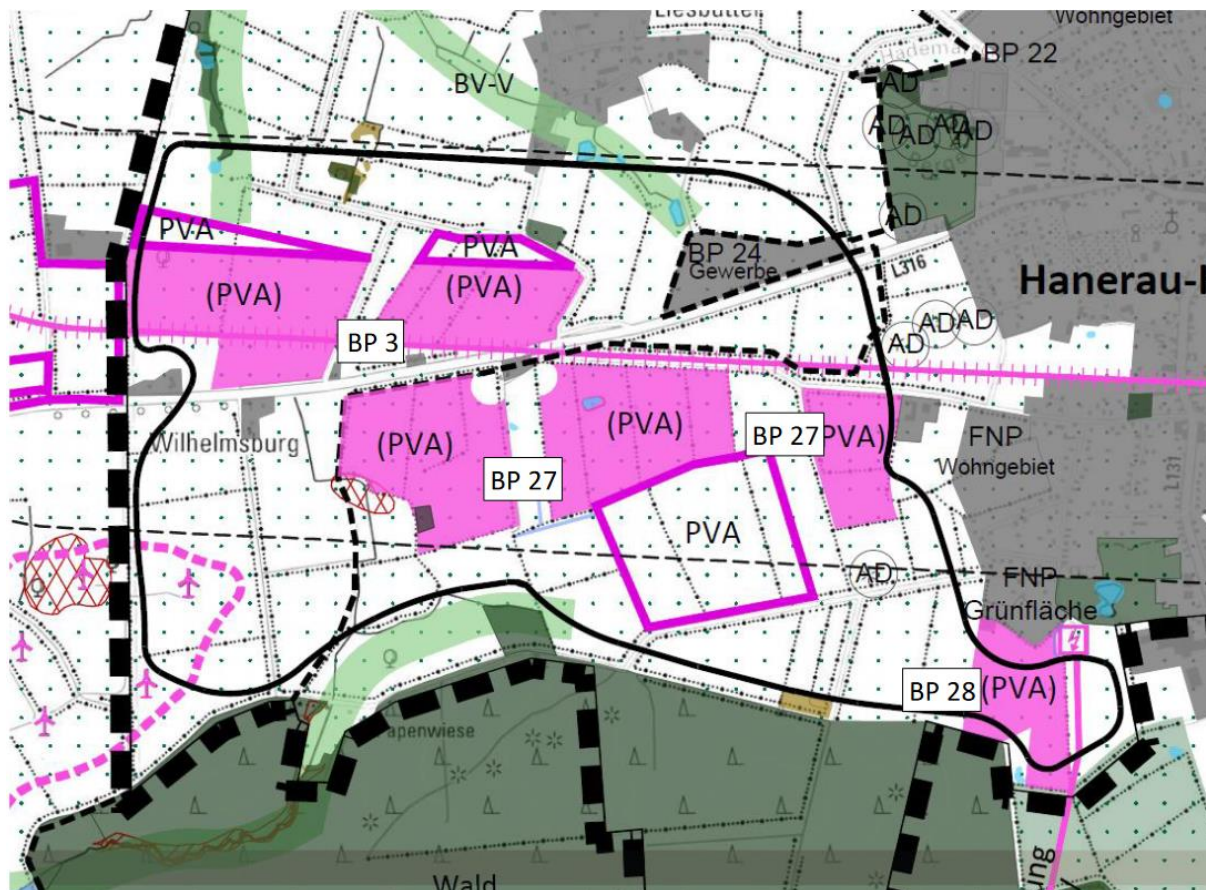 Liesbüttel
Wohngebiet
BP 22
BV-V
AD
AD
AD
AD
AD
AD
PVA
PVA
BP 24
Gewerbe
L316
Hanerau-
(PVA)
(PVA)
AD
AD
AD
BP 3
Wilhelmsburg
(PVA)
(PVA)
BP 27
PVA)
FNP
Wohngebiet
L131
BP 27
PVA
AD
FNP
Grünfläche
BP 28
(PVA)
apenwiese
Wald
ung